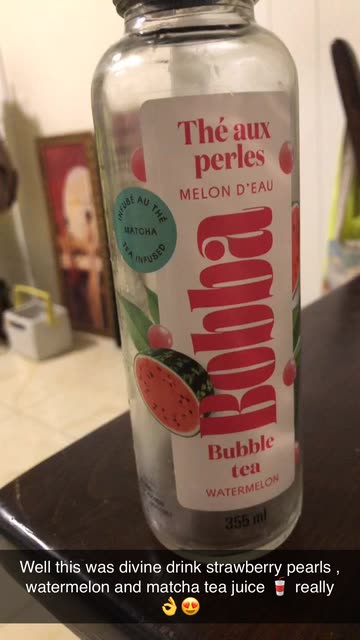 Thé aux
perles
MELON D'EAU
INFUSÉ AU THÉ
MATCHA
TEA INFUSED
Bobba
Bubble
tea
WATERMELON
355 ml
Well this was divine drink strawberry pearls ,
watermelon and matcha tea juice 🥤 really
👌😍